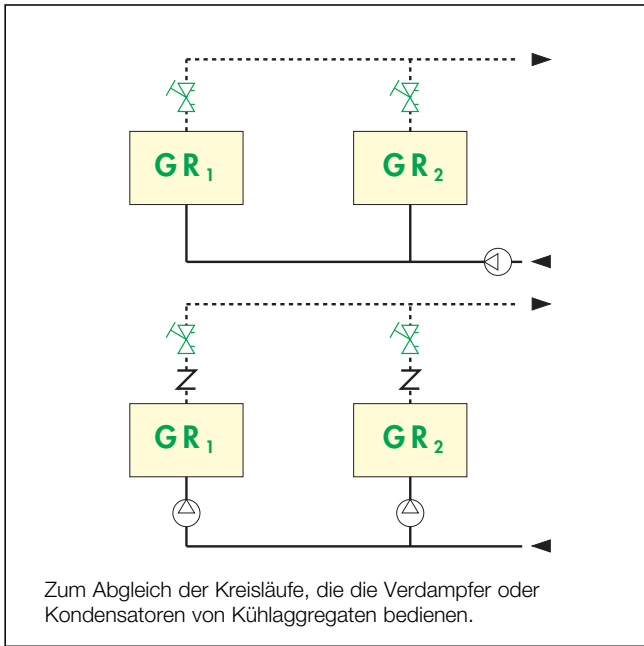 GR₁ GR₂
GR₁ GR₂
Zum Abgleich der Kreisläufe, die die Verdampfer oder
Kondensatoren von Kühlaggregaten bedienen.